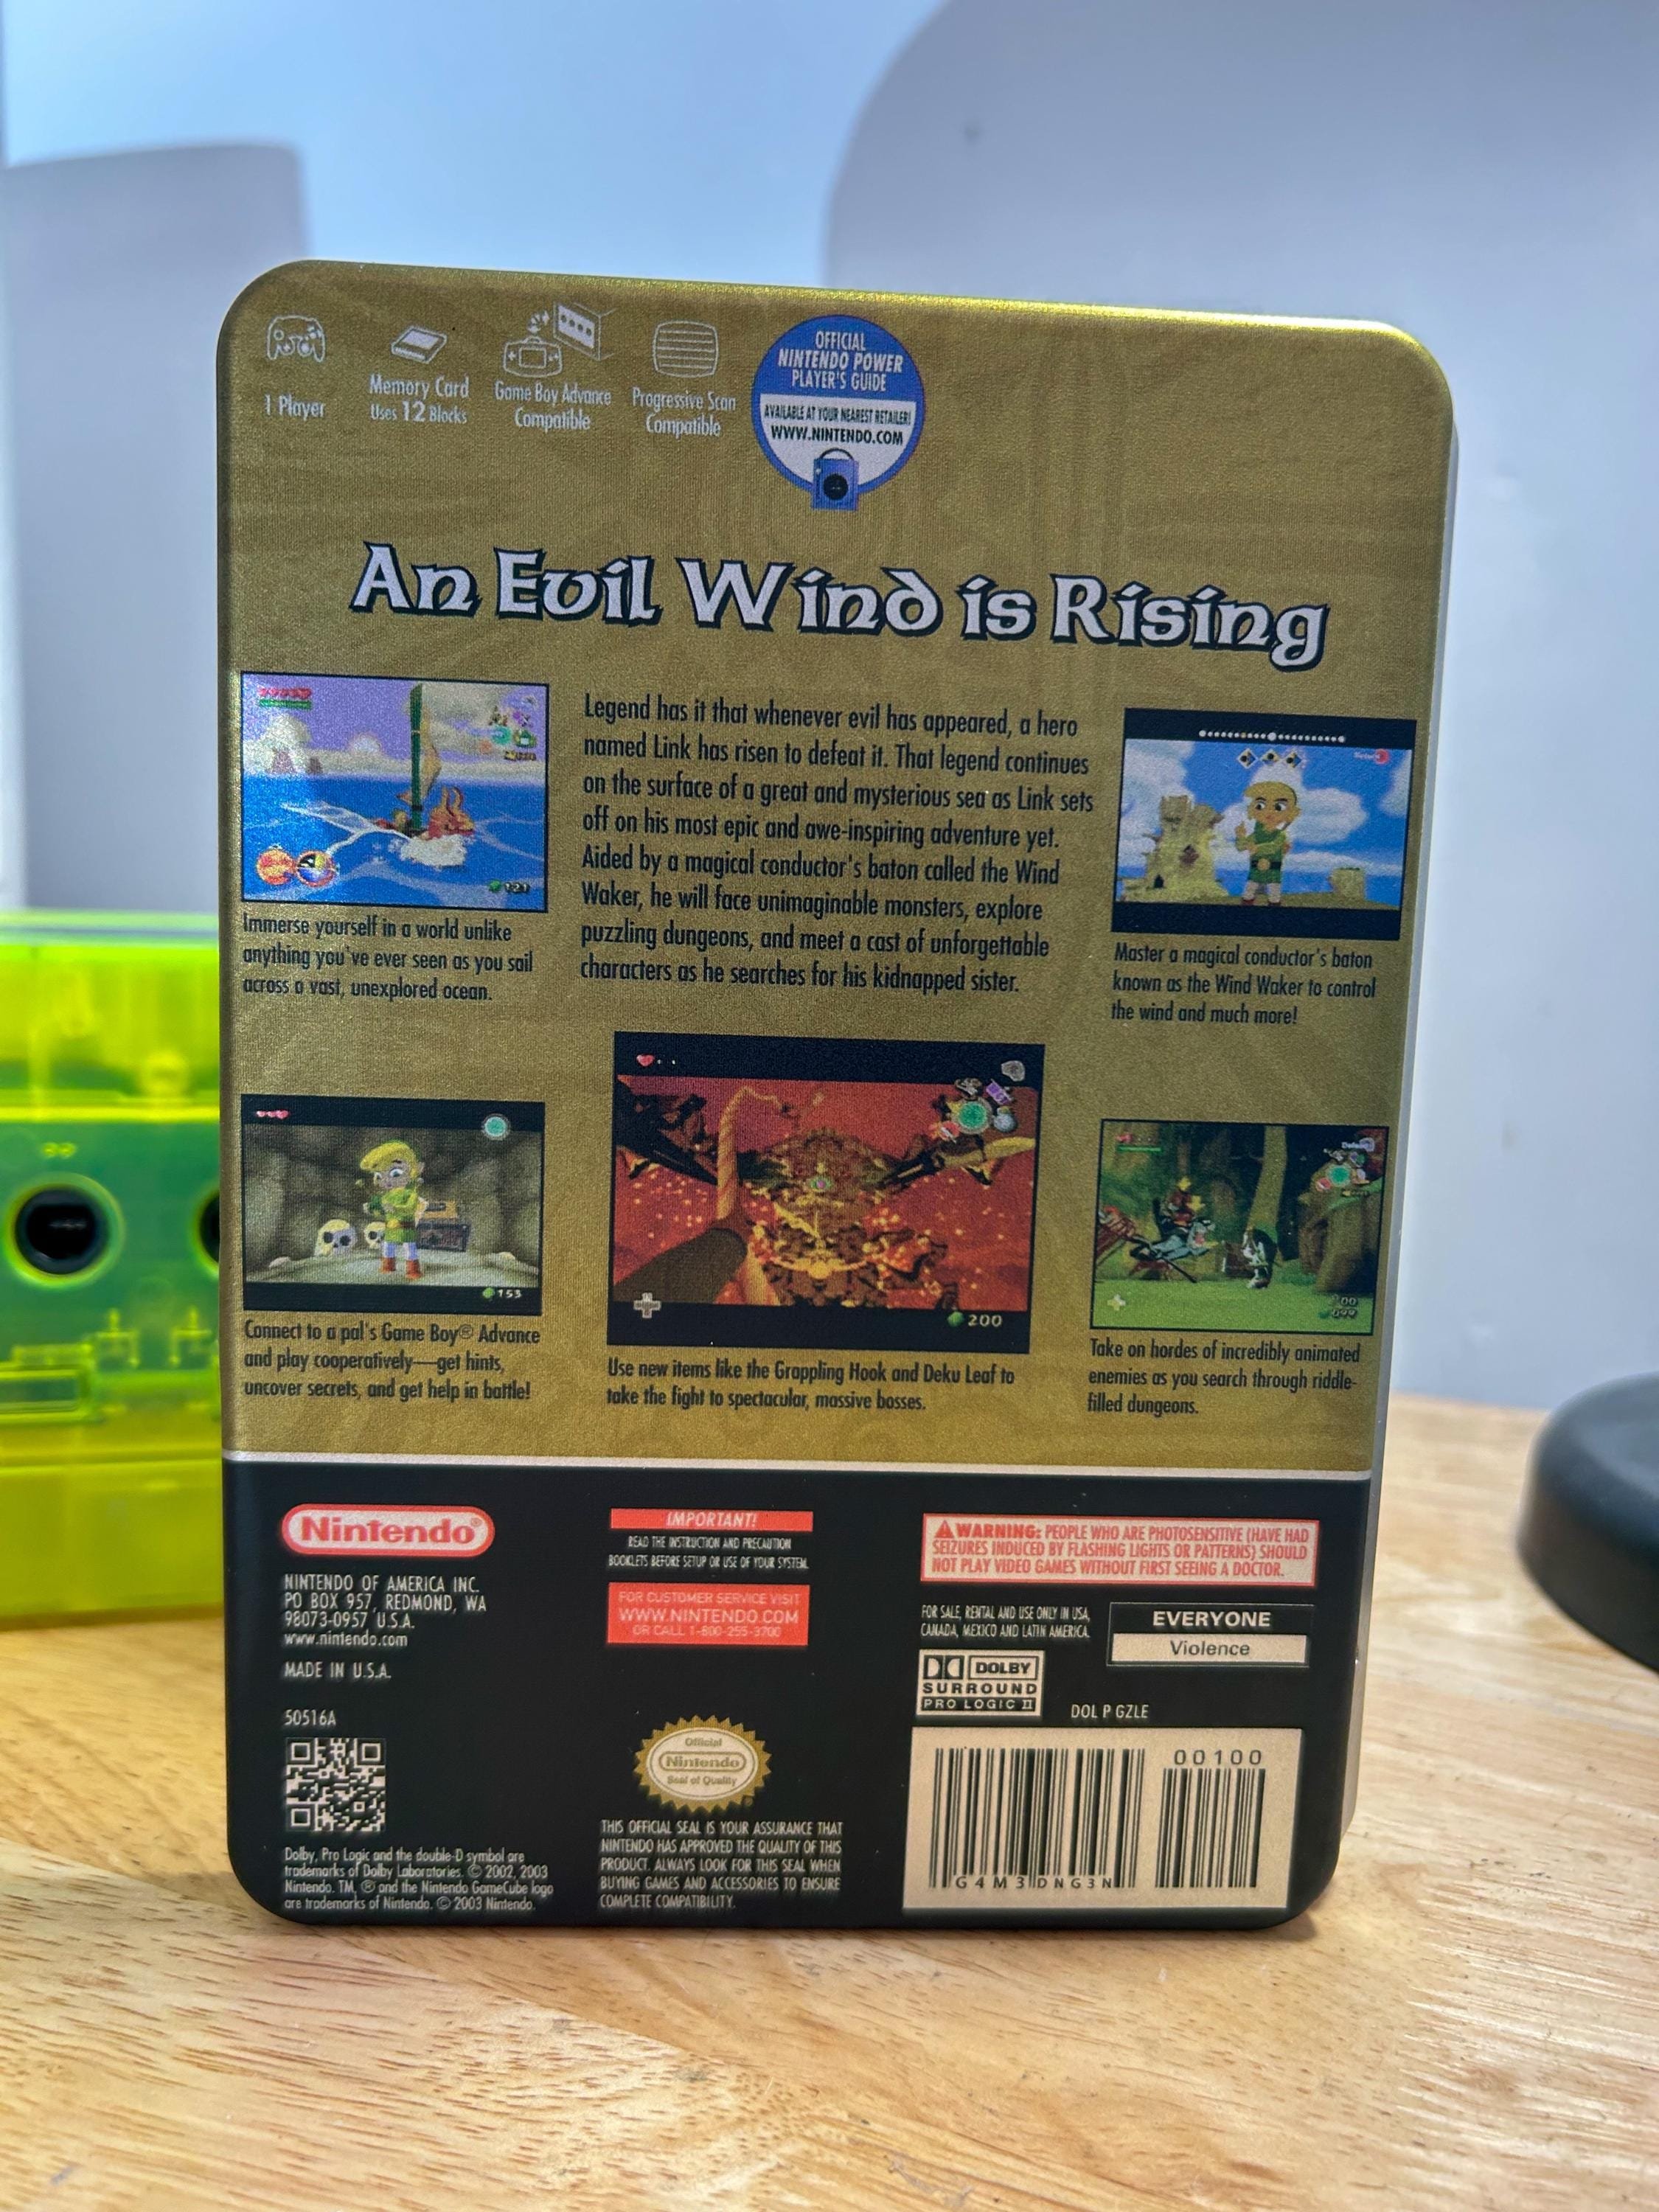 1 Player
Memory Card
Uses 12 Blocks
Game Boy Advance
Compatible
Progressive Scan
Compatible
OFFICIAL
NINTENDO POWER
PLAYER'S GUIDE
AVAILABLE AT YOUR NEAREST RETAILER!
WWW.NINTENDO.COM
An Evil Wind is Rising
Legend has it that whenever evil has appeared, a hero
named Link has risen to defeat it. That legend continues
on the surface of a great and mysterious sea as Link sets
off on his most epic and awe-inspiring adventure yet.
Aided by a magical conductor's baton called the Wind
Waker, he will face unimaginable monsters, explore
puzzling dungeons, and meet a cast of unforgettable
characters as he searches for his kidnapped sister.
121
Immerse yourself in a world unlike
anything you've ever seen as you sail
across a vast, unexplored ocean.
Master a magical conductor's baton
known as the Wind Waker to control
the wind and much more!
153
Connect to a pal's Game Boy® Advance
and play cooperatively—get hints,
uncover secrets, and get help in battle!
200
Use new items like the Grappling Hook and Deku Leaf to
take the fight to spectacular, massive bosses.
Take on hordes of incredibly animated
enemies as you search through riddle-
filled dungeons.
Nintendo®
NINTENDO OF AMERICA INC.
PO BOX 957, REDMOND, WA
98073-0957 U.S.A.
www.nintendo.com
MADE IN U.S.A.
50516A
Dolby, Pro Logic and the double-D symbol are
trademarks of Dolby Laboratories. © 2002, 2003
Nintendo. TM, ® and the Nintendo GameCube logo
are trademarks of Nintendo. © 2003 Nintendo.
IMPORTANT!
READ THE INSTRUCTION AND PRECAUTION
BOOKLETS BEFORE SETUP OR USE OF YOUR SYSTEM.
FOR CUSTOMER SERVICE VISIT
WWW.NINTENDO.COM
OR CALL 1-800-255-3700
Official
Nintendo
Seal of Quality
THIS OFFICIAL SEAL IS YOUR ASSURANCE THAT
NINTENDO HAS APPROVED THE QUALITY OF THIS
PRODUCT. ALWAYS LOOK FOR THIS SEAL WHEN
BUYING GAMES AND ACCESSORIES TO ENSURE
COMPLETE COMPATIBILITY.
WARNING: PEOPLE WHO ARE PHOTOSENSITIVE (HAVE HAD
SEIZURES INDUCED BY FLASHING LIGHTS OR PATTERNS) SHOULD
NOT PLAY VIDEO GAMES WITHOUT FIRST SEEING A DOCTOR.
FOR SALE, RENTAL AND USE ONLY IN USA,
CANADA, MEXICO AND LATIN AMERICA.
EVERYONE
Violence
DOLBY
SURROUND
PRO LOGIC II
DOL P GZLE
00100
G4M3DNG3N